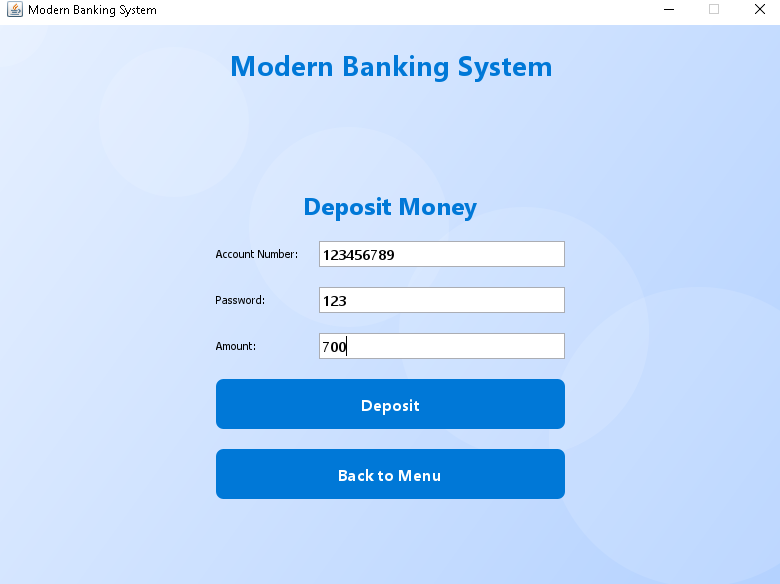 Modern Banking System
Modern Banking System
Deposit Money
Account Number: 123456789
Password: 123
Amount: 700
Deposit
Back to Menu